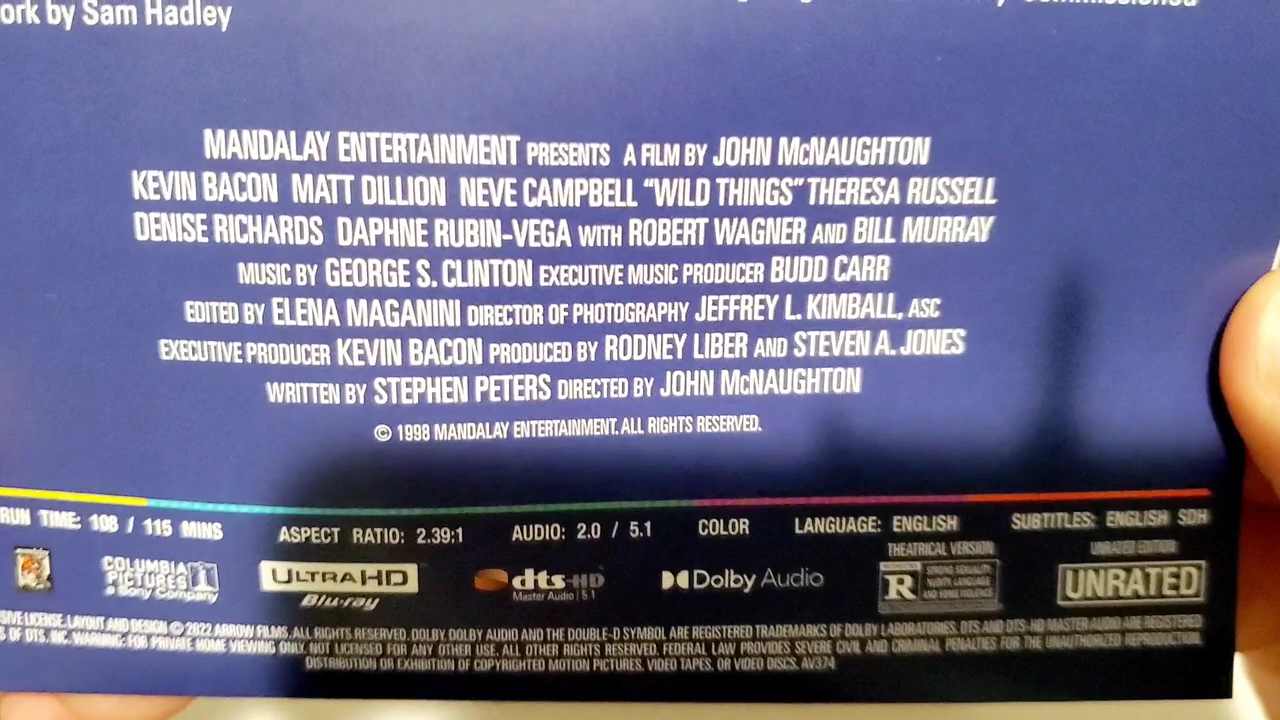 ork by Sam Hadley
MANDALAY ENTERTAINMENT PRESENTS A FILM BY JOHN McNAUGHTON
KEVIN BACON MATT DILLION NEVE CAMPBELL “WILD THINGS” THERESA RUSSELL
DENISE RICHARDS DAPHNE RUBIN-VEGA WITH ROBERT WAGNER AND BILL MURRAY
MUSIC BY GEORGE S. CLINTON EXECUTIVE MUSIC PRODUCER BUDD CARR
EDITED BY ELENA MAGANINI DIRECTOR OF PHOTOGRAPHY JEFFREY L. KIMBALL, ASC
EXECUTIVE PRODUCER KEVIN BACON PRODUCED BY RODNEY LIBER AND STEVEN A. JONES
WRITTEN BY STEPHEN PETERS DIRECTED BY JOHN McNAUGHTON
© 1998 MANDALAY ENTERTAINMENT. ALL RIGHTS RESERVED.
RUN TIME: 108 / 115 MINS ASPECT RATIO: 2.39:1 AUDIO: 2.0 / 5.1 COLOR LANGUAGE: ENGLISH SUBTITLES: ENGLISH SDH
THEATRICAL VERSION UNRATED EDITION
COLUMBIA PICTURES a Sony Company ULTRA HD Blu-ray dts-HD Master Audio | 5.1 Dolby Audio R STRONG SEXUALITY, NUDITY, LANGUAGE AND SOME VIOLENCE UNRATED
SIVE LICENSE. LAYOUT AND DESIGN © 2022 ARROW FILMS. ALL RIGHTS RESERVED. DOLBY, DOLBY AUDIO AND THE DOUBLE-D SYMBOL ARE REGISTERED TRADEMARKS OF DOLBY LABORATORIES. DTS AND DTS-HD MASTER AUDIO ARE REGISTERED
S OF DTS, INC. WARNING: FOR PRIVATE HOME VIEWING ONLY. NOT LICENSED FOR ANY OTHER USE. ALL OTHER RIGHTS RESERVED. FEDERAL LAW PROVIDES SEVERE CIVIL AND CRIMINAL PENALTIES FOR THE UNAUTHORIZED REPRODUCTION,
DISTRIBUTION OR EXHIBITION OF COPYRIGHTED MOTION PICTURES, VIDEO TAPES, OR VIDEO DISCS. AV374